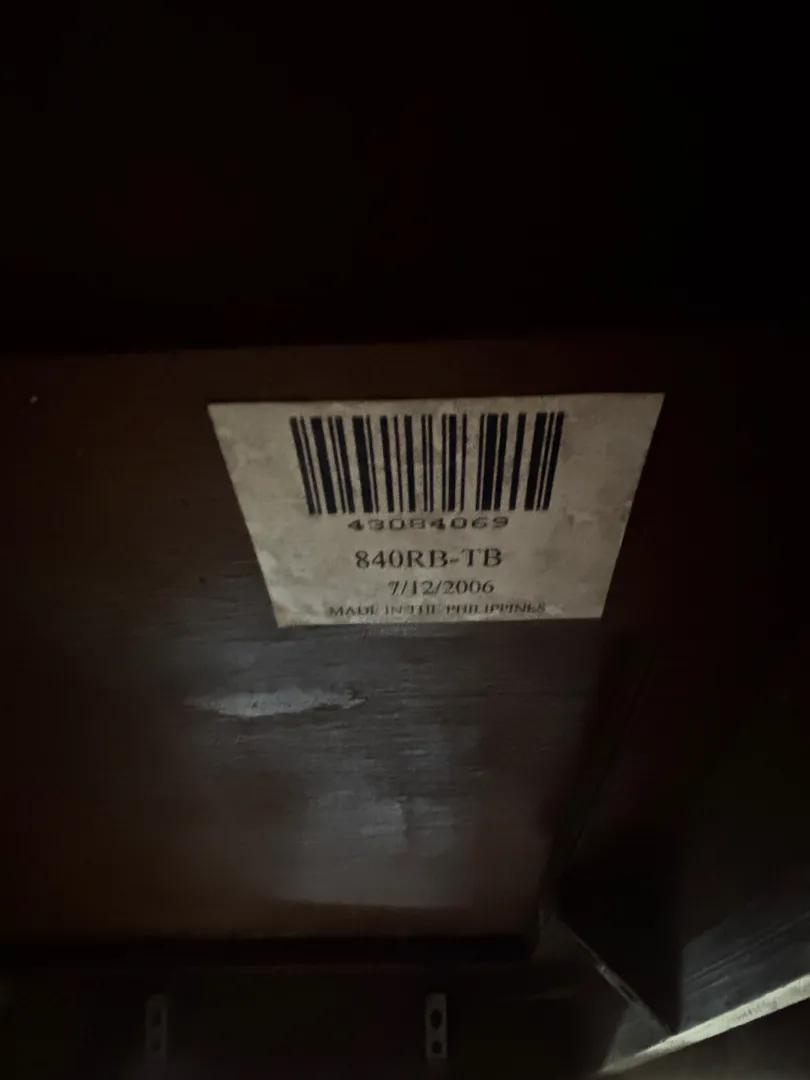 43084069
840RB-TB
7/12/2006
MADE IN THE PHILIPPINES